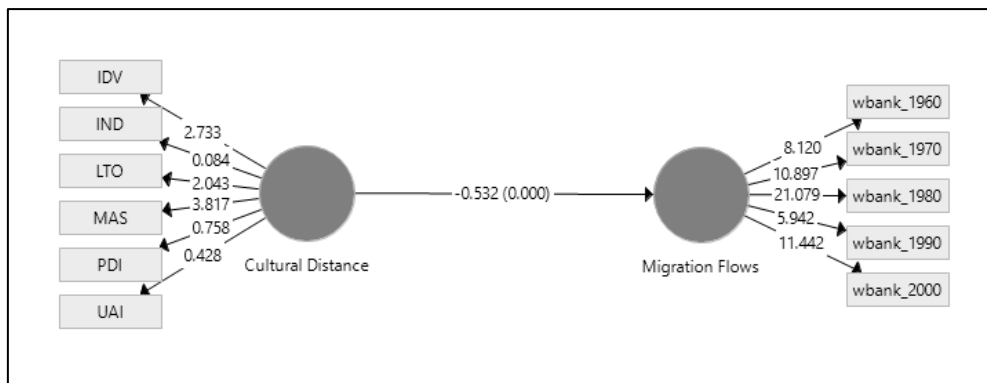 IDV
IND
LTO
MAS
PDI
UAI
2.733
0.084
2.043
3.817
0.758
0.428
Cultural Distance
-0.532 (0.000)
Migration Flows
8.120
10.897
21.079
5.942
11.442
wbank_1960
wbank_1970
wbank_1980
wbank_1990
wbank_2000